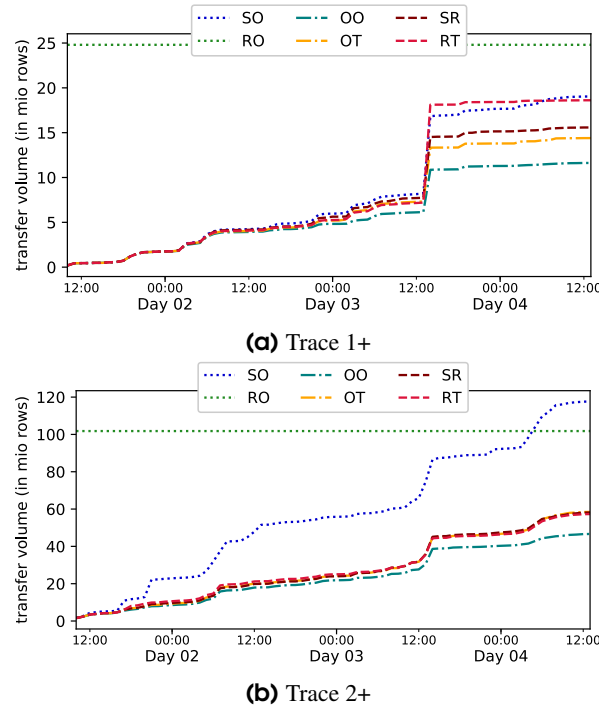 SO OO SR
RO OT RT
transfer volume (in mio rows)
25
20
15
10
5
0
12:00 00:00 12:00 00:00 12:00 00:00 12:00
Day 02 Day 03 Day 04
(a) Trace 1+
SO OO SR
RO OT RT
transfer volume (in mio rows)
120
100
80
60
40
20
0
12:00 00:00 12:00 00:00 12:00 00:00 12:00
Day 02 Day 03 Day 04
(b) Trace 2+